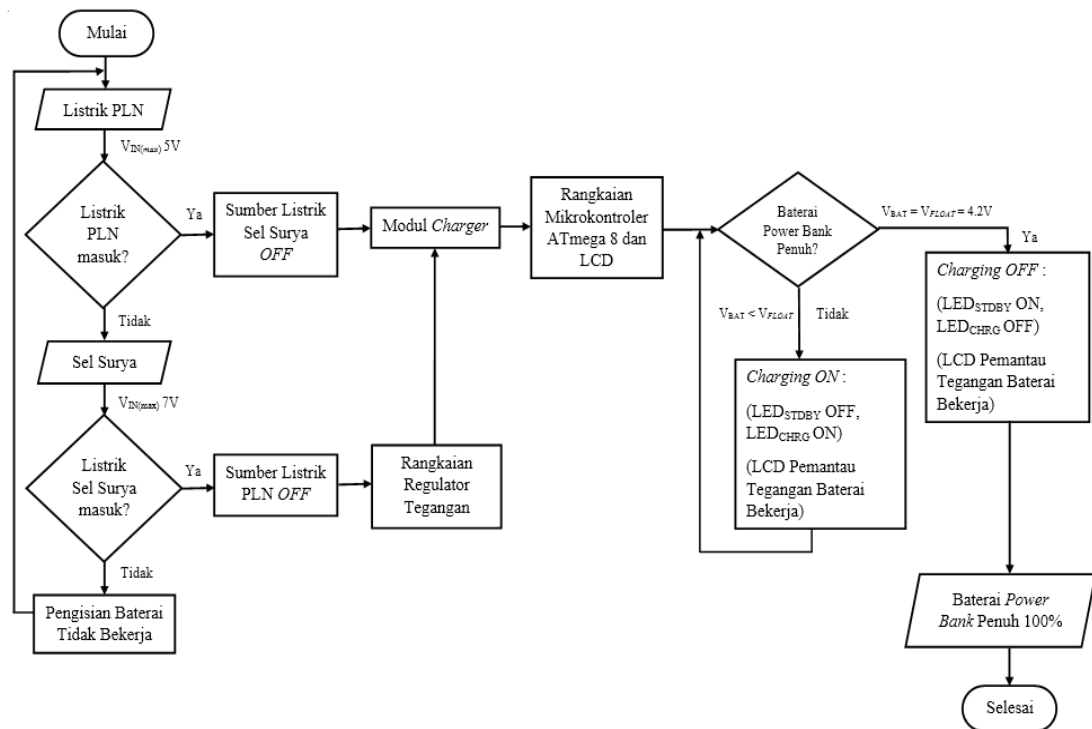 Mulai
Listrik PLN
VIN(max) 5V
Listrik
PLN
masuk?
Ya
Sumber Listrik
Sel Surya
OFF
Modul Charger
Rangkaian
Mikrokontroler
ATmega 8 dan
LCD
Baterai
Power Bank
Penuh?
VBAT = VFLOAT = 4.2V
Ya
Charging OFF :
(LEDSTDBY ON,
LEDCHRG OFF)
(LCD Pemantau
Tegangan Baterai
Bekerja)
VBAT < VFLOAT
Tidak
Charging ON :
(LEDSTDBY OFF,
LEDCHRG ON)
(LCD Pemantau
Tegangan Baterai
Bekerja)
Tidak
Sel Surya
VIN(max) 7V
Listrik
Sel Surya
masuk?
Ya
Sumber Listrik
PLN OFF
Rangkaian
Regulator
Tegangan
Tidak
Pengisian Baterai
Tidak Bekerja
Baterai Power
Bank Penuh 100%
Selesai